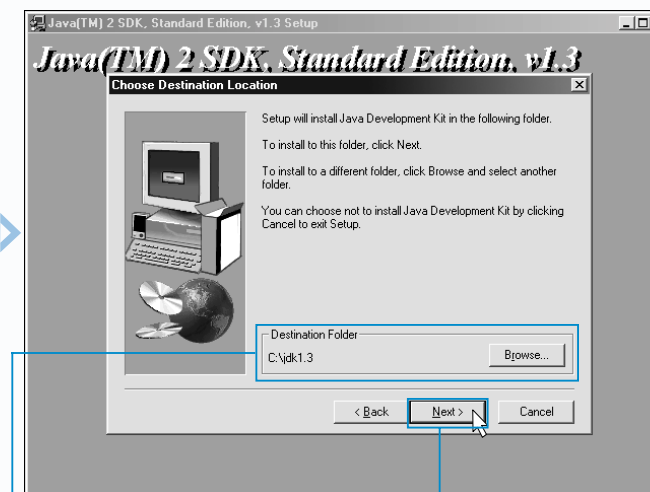 Java(TM) 2 SDK, Standard Edition, v1.3 Setup
Java(TM) 2 SDK, Standard Edition, v1.3
Choose Destination Location
Setup will install Java Development Kit in the following folder.
To install to this folder, click Next.
To install to a different folder, click Browse and select another
folder.
You can choose not to install Java Development Kit by clicking
Cancel to exit Setup.
Destination Folder
C:\jdk1.3
Browse...
< Back
Next >
Cancel